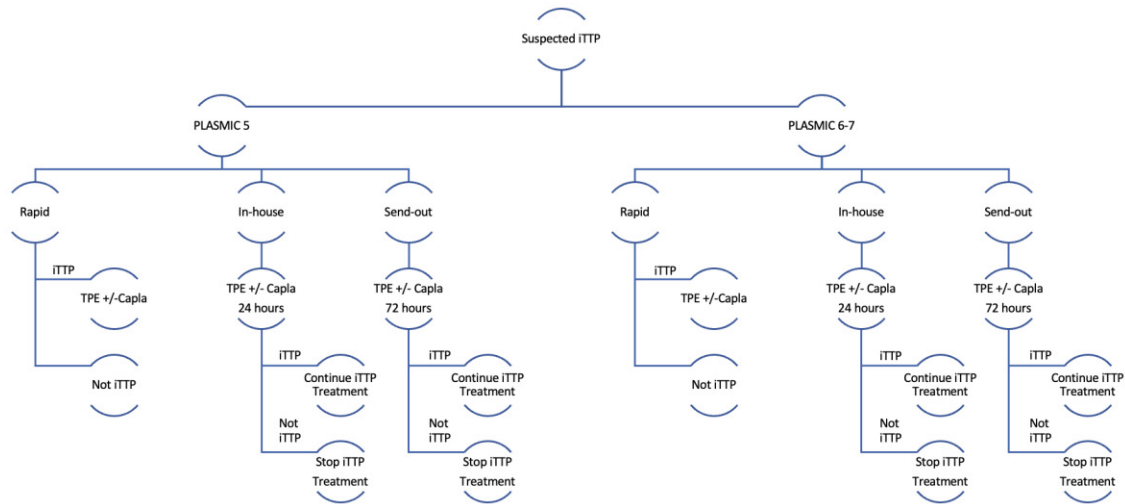 Suspected iTTP
PLASMIC 5
PLASMIC 6-7
Rapid
In-house
Send-out
Rapid
In-house
Send-out
iTTP
TPE +/-Capla
TPE +/- Capla
24 hours
TPE +/- Capla
72 hours
iTTP
TPE +/-Capla
TPE +/- Capla
24 hours
TPE +/- Capla
72 hours
Not iTTP
iTTP
Continue iTTP
Treatment
iTTP
Continue iTTP
Treatment
Not iTTP
iTTP
Continue iTTP
Treatment
iTTP
Continue iTTP
Treatment
Not
iTTP
Stop iTTP
Treatment
Not
iTTP
Stop iTTP
Treatment
Not
iTTP
Stop iTTP
Treatment
Not
iTTP
Stop iTTP
Treatment